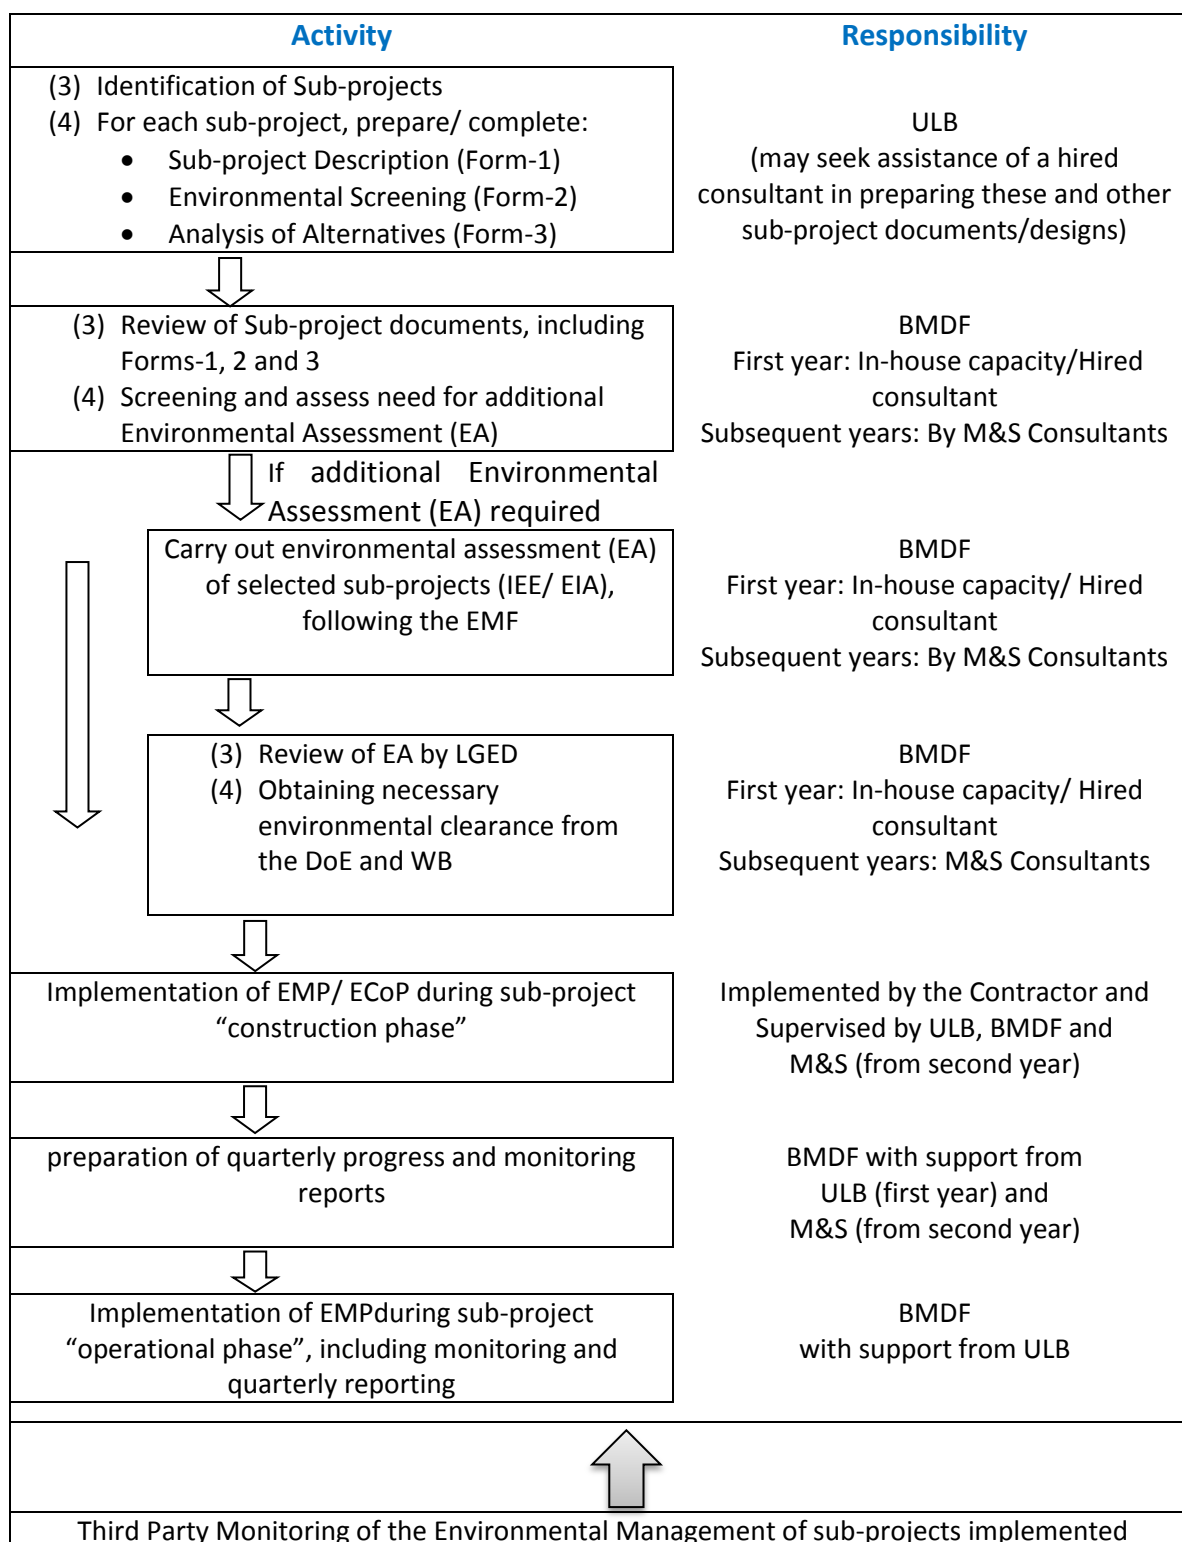 Activity
Responsibility
(3) Identification of Sub-projects
(4) For each sub-project, prepare/ complete:
• Sub-project Description (Form-1)
• Environmental Screening (Form-2)
• Analysis of Alternatives (Form-3)
ULB
(may seek assistance of a hired
consultant in preparing these and other
sub-project documents/designs)
(3) Review of Sub-project documents, including
Forms-1, 2 and 3
(4) Screening and assess need for additional
Environmental Assessment (EA)
BMDF
First year: In-house capacity/Hired
consultant
Subsequent years: By M&S Consultants
If additional Environmental
Assessment (EA) required
Carry out environmental assessment (EA)
of selected sub-projects (IEE/ EIA),
following the EMF
BMDF
First year: In-house capacity/ Hired
consultant
Subsequent years: By M&S Consultants
(3) Review of EA by LGED
(4) Obtaining necessary
environmental clearance from
the DoE and WB
BMDF
First year: In-house capacity/ Hired
consultant
Subsequent years: M&S Consultants
Implementation of EMP/ ECoP during sub-project
“construction phase”
Implemented by the Contractor and
Supervised by ULB, BMDF and
M&S (from second year)
preparation of quarterly progress and monitoring
reports
BMDF with support from
ULB (first year) and
M&S (from second year)
Implementation of EMPduring sub-project
“operational phase”, including monitoring and
quarterly reporting
BMDF
with support from ULB
Third Party Monitoring of the Environmental Management of sub-projects implemented